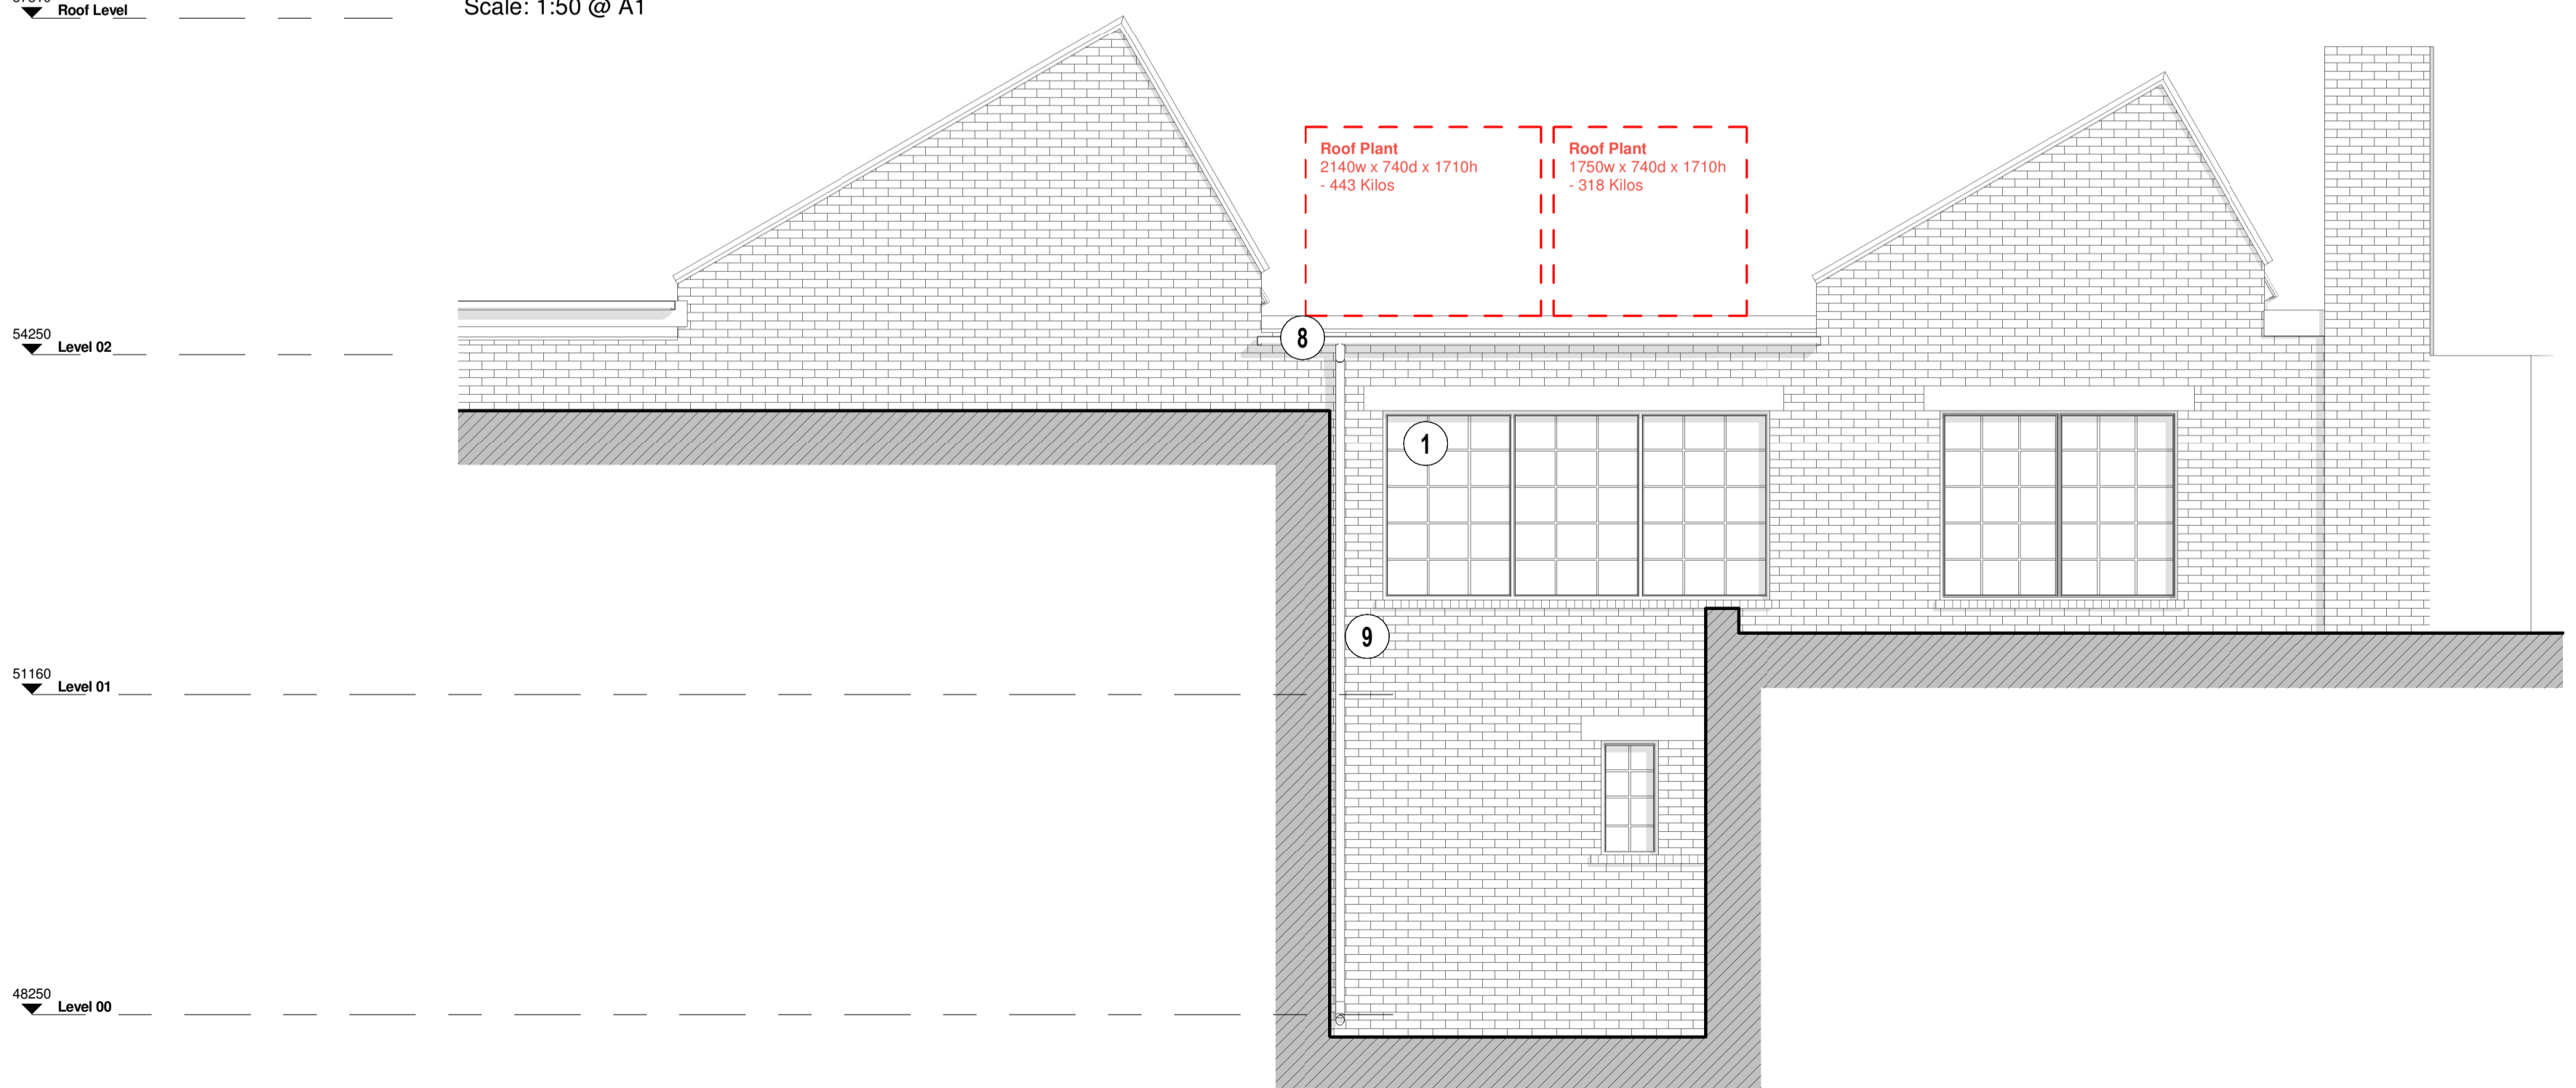 Scale: 1:50 @ A1
Roof Level
Roof Plant
2140w x 740d x 1710h
- 443 Kilos
Roof Plant
1750w x 740d x 1710h
- 318 Kilos
54250
Level 02
8
1
9
51160
Level 01
48250
Level 00